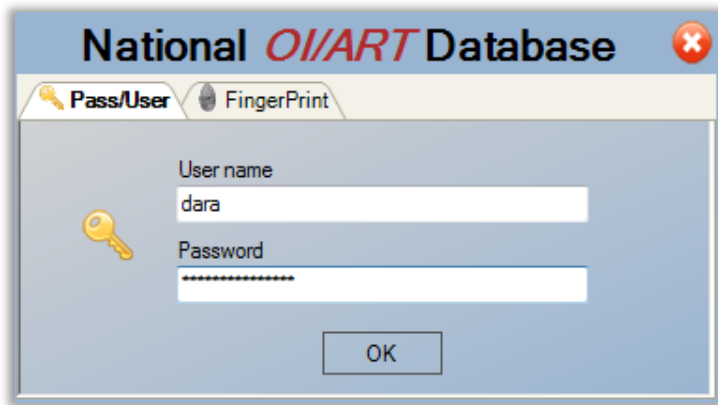 National OI/ART Database
Pass/User FingerPrint
User name
dara
Password
***************
OK